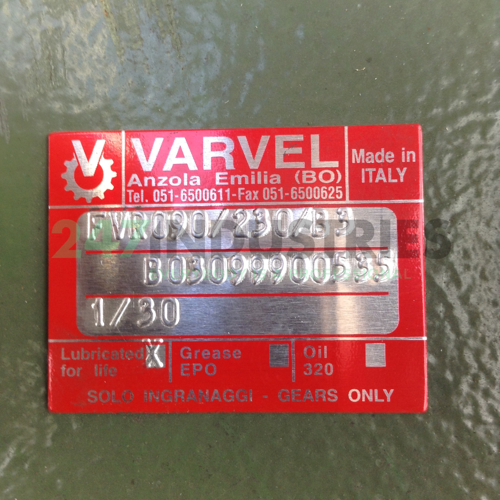 V
VARVEL
Anzola Emilia (BO)
Tel. 051-6500611-Fax 051-6500625
Made in
ITALY
FVR090/230/B3
B03099900535
1/30
Lubricated X
for life
Grease
EPO
Oil
320
SOLO INGRANAGGI - GEARS ONLY